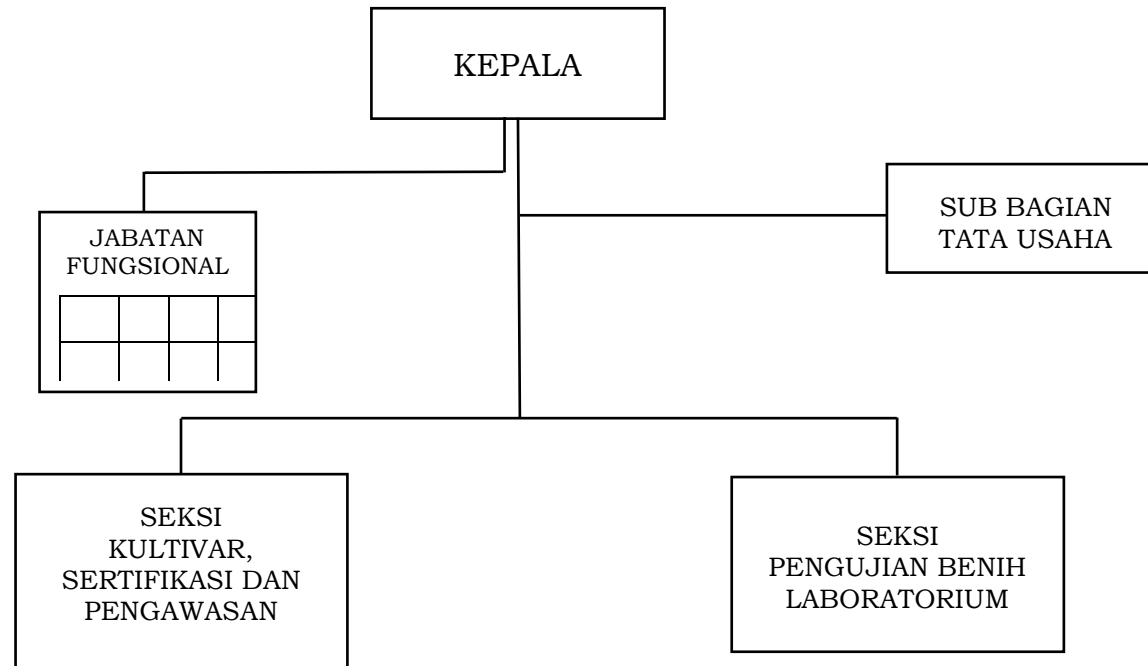 KEPALA
SUB BAGIAN
TATA USAHA
JABATAN
FUNGSIONAL
SEKSI
KULTIVAR,
SERTIFIKASI DAN
PENGAWASAN
SEKSI
PENGUJIAN BENIH
LABORATORIUM